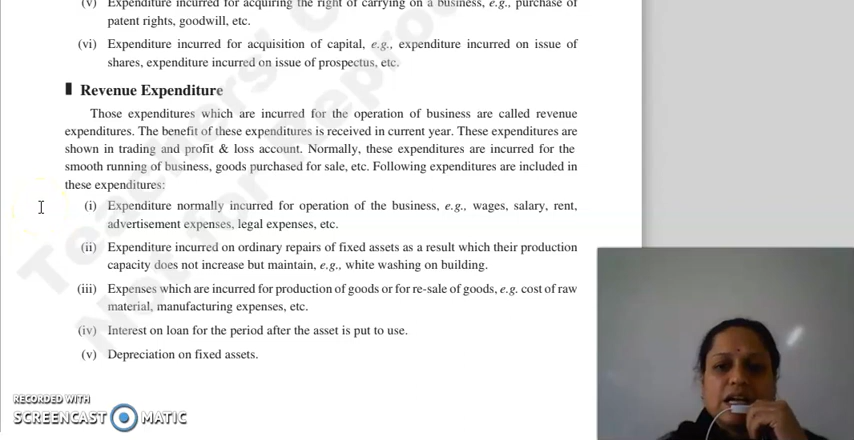 (v) Expenditure incurred for acquiring the right of carrying on a business, e.g., purchase of
patent rights, goodwill, etc.
(vi) Expenditure incurred for acquisition of capital, e.g., expenditure incurred on issue of
shares, expenditure incurred on issue of prospectus, etc.
Revenue Expenditure
Those expenditures which are incurred for the operation of business are called revenue
expenditures. The benefit of these expenditures is received in current year. These expenditures are
shown in trading and profit & loss account. Normally, these expenditures are incurred for the
smooth running of business, goods purchased for sale, etc. Following expenditures are included in
these expenditures:
(i) Expenditure normally incurred for operation of the business, e.g., wages, salary, rent,
advertisement expenses, legal expenses, etc.
(ii) Expenditure incurred on ordinary repairs of fixed assets as a result which their production
capacity does not increase but maintain, e.g., white washing on building.
(iii) Expenses which are incurred for production of goods or for re-sale of goods, e.g. cost of raw
material, manufacturing expenses, etc.
(iv) Interest on loan for the period after the asset is put to use.
(v) Depreciation on fixed assets.
Teachers'
Not for
RECORDED WITH
SCREENCAST MATIC